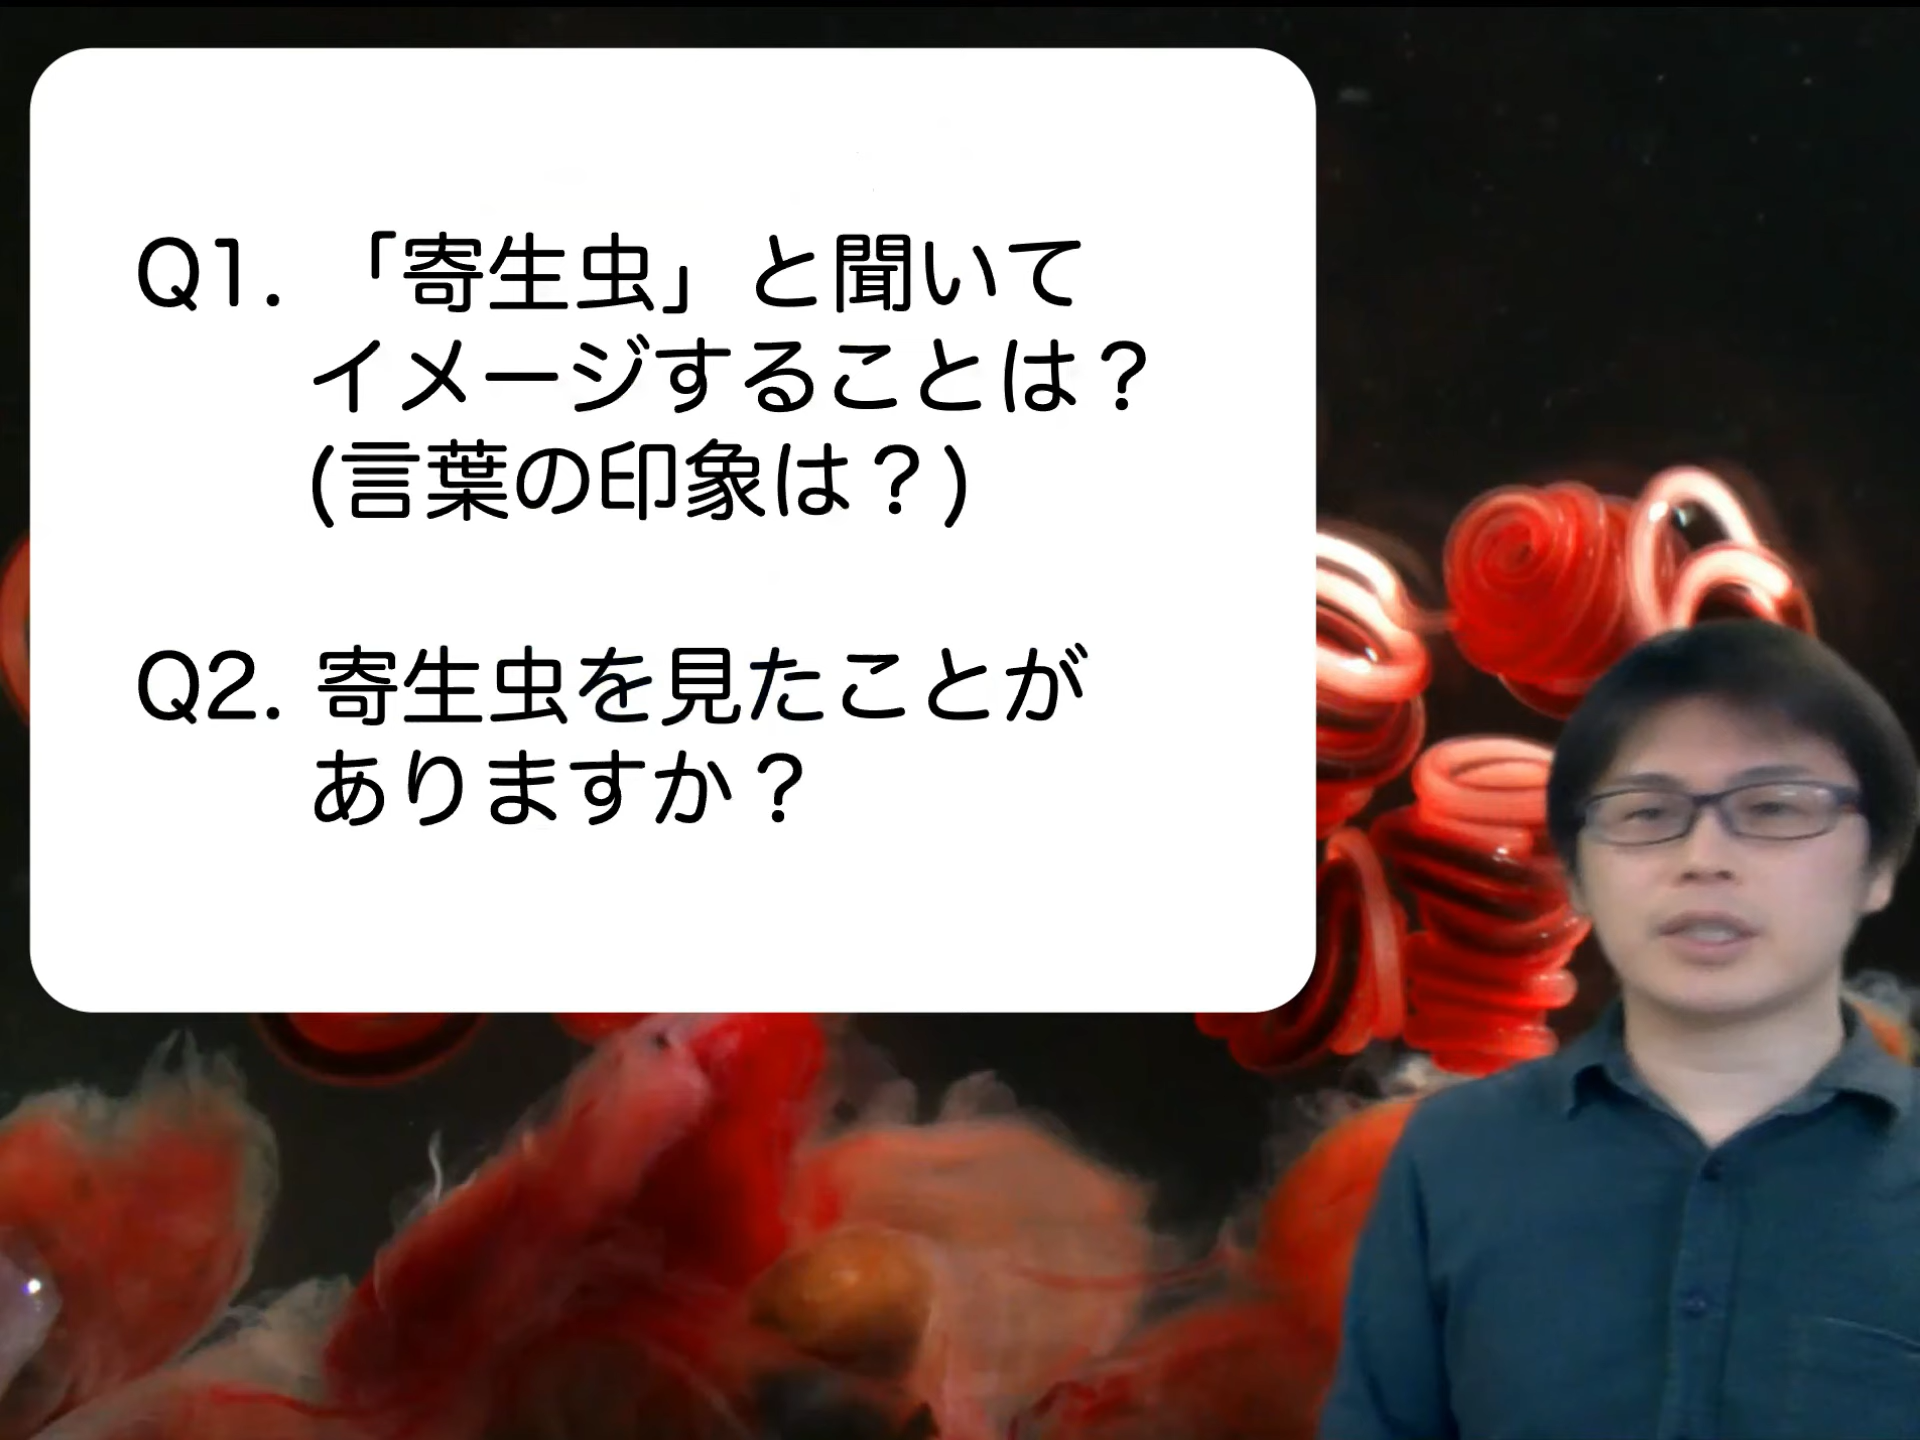 Q1. 「寄生虫」と聞いて
イメージすることは？
(言葉の印象は？)
Q2. 寄生虫を見たことが
ありますか？